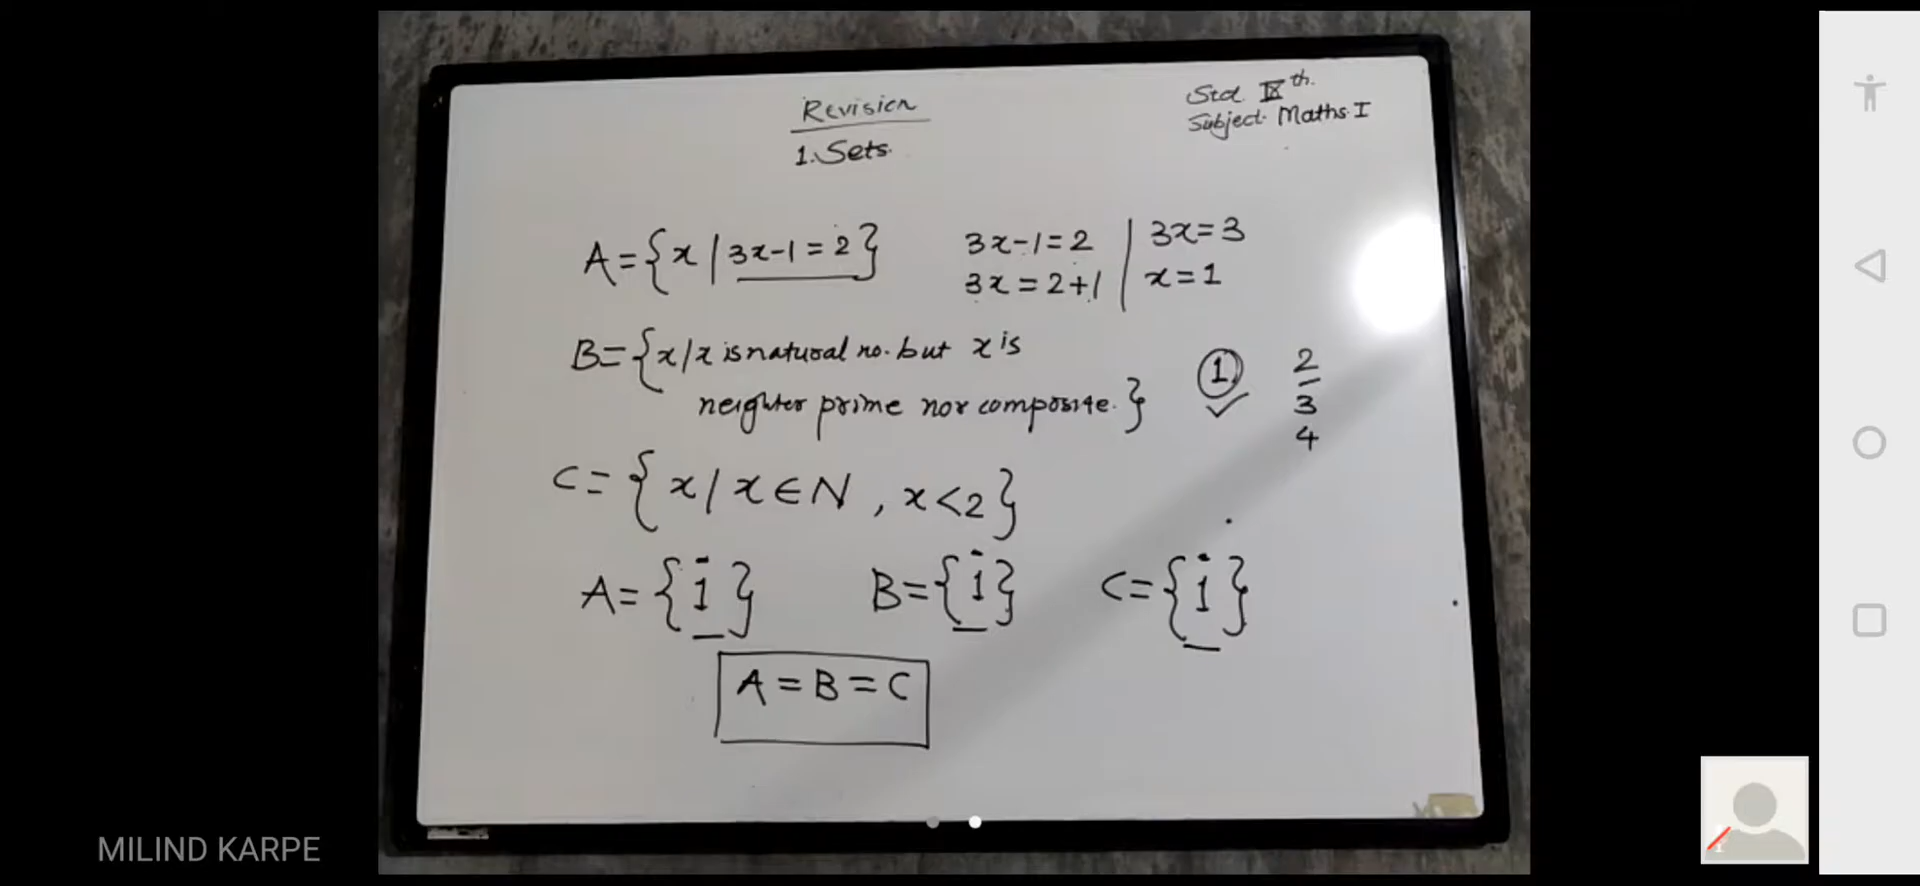 Revision
1. Sets.
Std. IXth.
Subject. Maths. I
A = {x / 3x-1 = 2}
3x-1 = 2 | 3x = 3
3x = 2+1 | x = 1
B = {x/x is natural no. but x is
neighter prime nor composite.}
1
2
3
4
C = {x / x ∈ N , x < 2}
A = {1} B = {1} C = {1}
A = B = C
MILIND KARPE